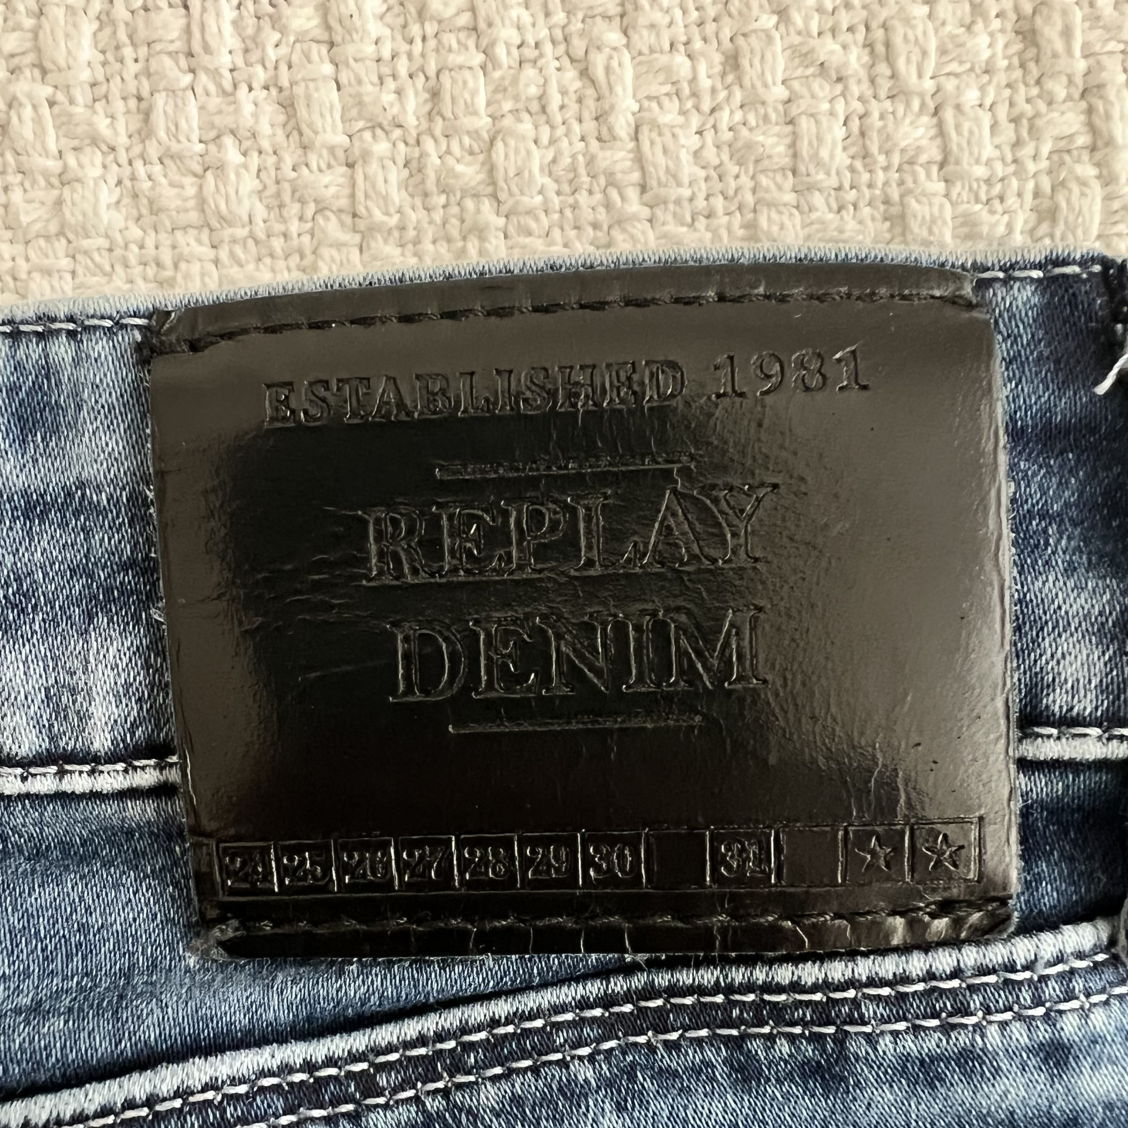 ESTABLISHED 1981
REPLAY
DENIM
24 25 26 27 28 29 30 31